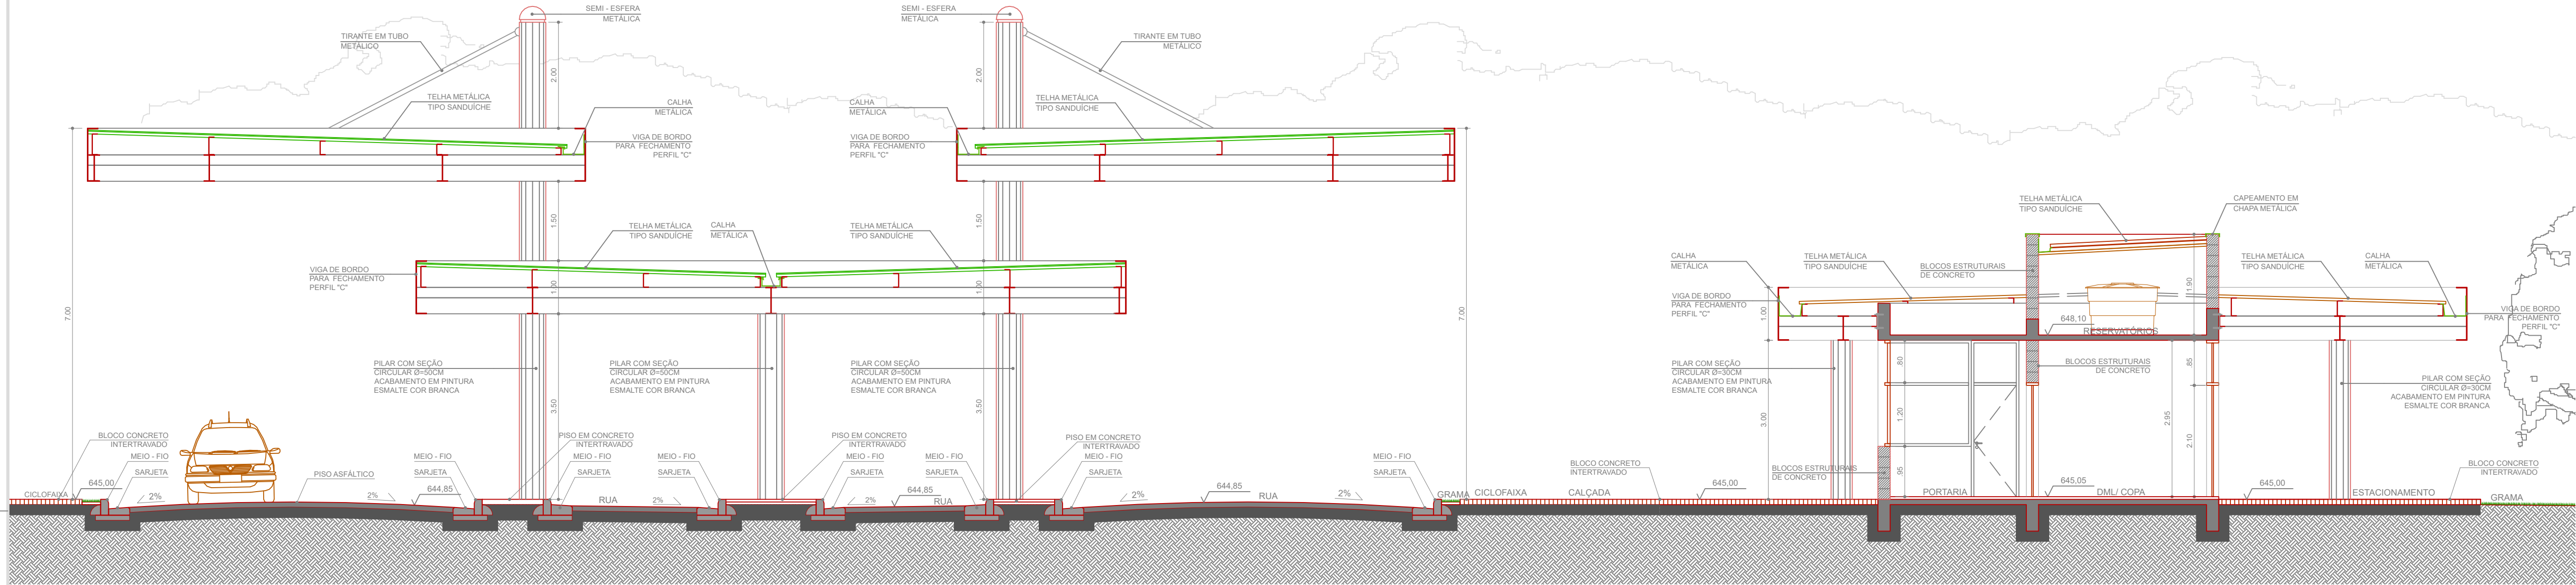 SEMI - ESFERA
METÁLICA
SEMI - ESFERA
METÁLICA
TIRANTE EM TUBO
METÁLICO
TIRANTE EM TUBO
METÁLICO
2.00
2.00
TELHA METÁLICA
TIPO SANDUÍCHE
CALHA
METÁLICA
CALHA
METÁLICA
TELHA METÁLICA
TIPO SANDUÍCHE
VIGA DE BORDO
PARA FECHAMENTO
PERFIL "C"
VIGA DE BORDO
PARA FECHAMENTO
PERFIL "C"
1.50
1.50
TELHA METÁLICA
TIPO SANDUÍCHE
CALHA
METÁLICA
TELHA METÁLICA
TIPO SANDUÍCHE
VIGA DE BORDO
PARA FECHAMENTO
PERFIL "C"
1.00
1.00
7.00
7.00
PILAR COM SEÇÃO
CIRCULAR Ø=50CM
ACABAMENTO EM PINTURA
ESMALTE COR BRANCA
PILAR COM SEÇÃO
CIRCULAR Ø=50CM
ACABAMENTO EM PINTURA
ESMALTE COR BRANCA
PILAR COM SEÇÃO
CIRCULAR Ø=50CM
ACABAMENTO EM PINTURA
ESMALTE COR BRANCA
3.50
3.50
BLOCO CONCRETO
INTERTRAVADO
MEIO - FIO
SARJETA
645,00
CICLOFAIXA
2%
PISO ASFÁLTICO
2%
MEIO - FIO
SARJETA
644,85
PISO EM CONCRETO
INTERTRAVADO
MEIO - FIO
SARJETA
RUA
MEIO - FIO
SARJETA
2%
PISO EM CONCRETO
INTERTRAVADO
MEIO - FIO
SARJETA
2%
MEIO - FIO
SARJETA
644,85
RUA
PISO EM CONCRETO
INTERTRAVADO
MEIO - FIO
SARJETA
2%
644,85
RUA
2%
MEIO - FIO
SARJETA
GRAMA
CICLOFAIXA
CALÇADA
BLOCO CONCRETO
INTERTRAVADO
645,00
TELHA METÁLICA
TIPO SANDUÍCHE
CAPEAMENTO EM
CHAPA METÁLICA
CALHA
METÁLICA
TELHA METÁLICA
TIPO SANDUÍCHE
BLOCOS ESTRUTURAIS
DE CONCRETO
TELHA METÁLICA
TIPO SANDUÍCHE
CALHA
METÁLICA
VIGA DE BORDO
PARA FECHAMENTO
PERFIL "C"
1.00
1.90
648,10
RESERVATÓRIOS
VIGA DE BORDO
PARA FECHAMENTO
PERFIL "C"
PILAR COM SEÇÃO
CIRCULAR Ø=30CM
ACABAMENTO EM PINTURA
ESMALTE COR BRANCA
3.00
.80
1.20
.95
BLOCOS ESTRUTURAIS
DE CONCRETO
2.95
.85
2.10
PILAR COM SEÇÃO
CIRCULAR Ø=30CM
ACABAMENTO EM PINTURA
ESMALTE COR BRANCA
BLOCOS ESTRUTURAIS
DE CONCRETO
PORTARIA
645,05
DML/ COPA
645,00
ESTACIONAMENTO
BLOCO CONCRETO
INTERTRAVADO
GRAMA